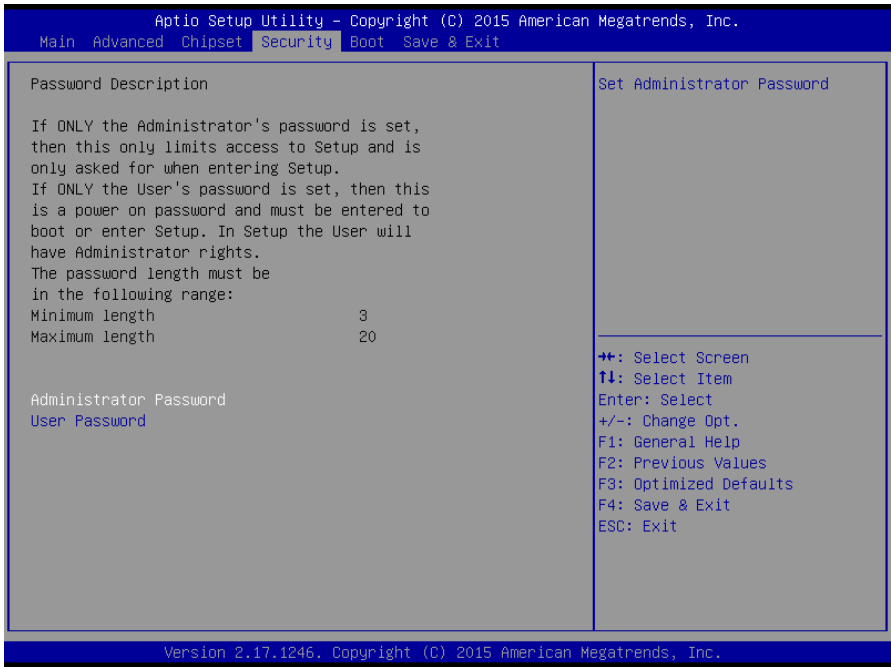 Aptio Setup Utility – Copyright (C) 2015 American Megatrends, Inc.
Main Advanced Chipset Security Boot Save & Exit
Password Description
If ONLY the Administrator's password is set,
then this only limits access to Setup and is
only asked for when entering Setup.
If ONLY the User's password is set, then this
is a power on password and must be entered to
boot or enter Setup. In Setup the User will
have Administrator rights.
The password length must be
in the following range:
Minimum length 3
Maximum length 20
Administrator Password
User Password
Set Administrator Password
→←: Select Screen
↑↓: Select Item
Enter: Select
+/-: Change Opt.
F1: General Help
F2: Previous Values
F3: Optimized Defaults
F4: Save & Exit
ESC: Exit
Version 2.17.1246. Copyright (C) 2015 American Megatrends, Inc.